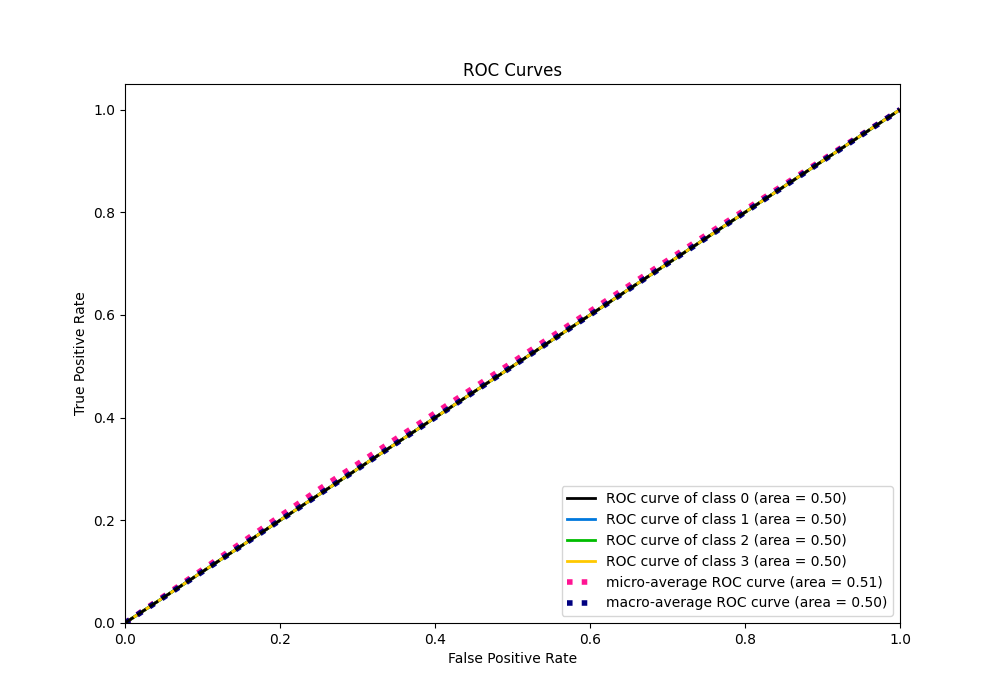 ROC Curves
True Positive Rate
1.0
0.8
0.6
0.4
0.2
0.0
ROC curve of class 0 (area = 0.50)
ROC curve of class 1 (area = 0.50)
ROC curve of class 2 (area = 0.50)
ROC curve of class 3 (area = 0.50)
micro-average ROC curve (area = 0.51)
macro-average ROC curve (area = 0.50)
0.0 0.2 0.4 0.6 0.8 1.0
False Positive Rate